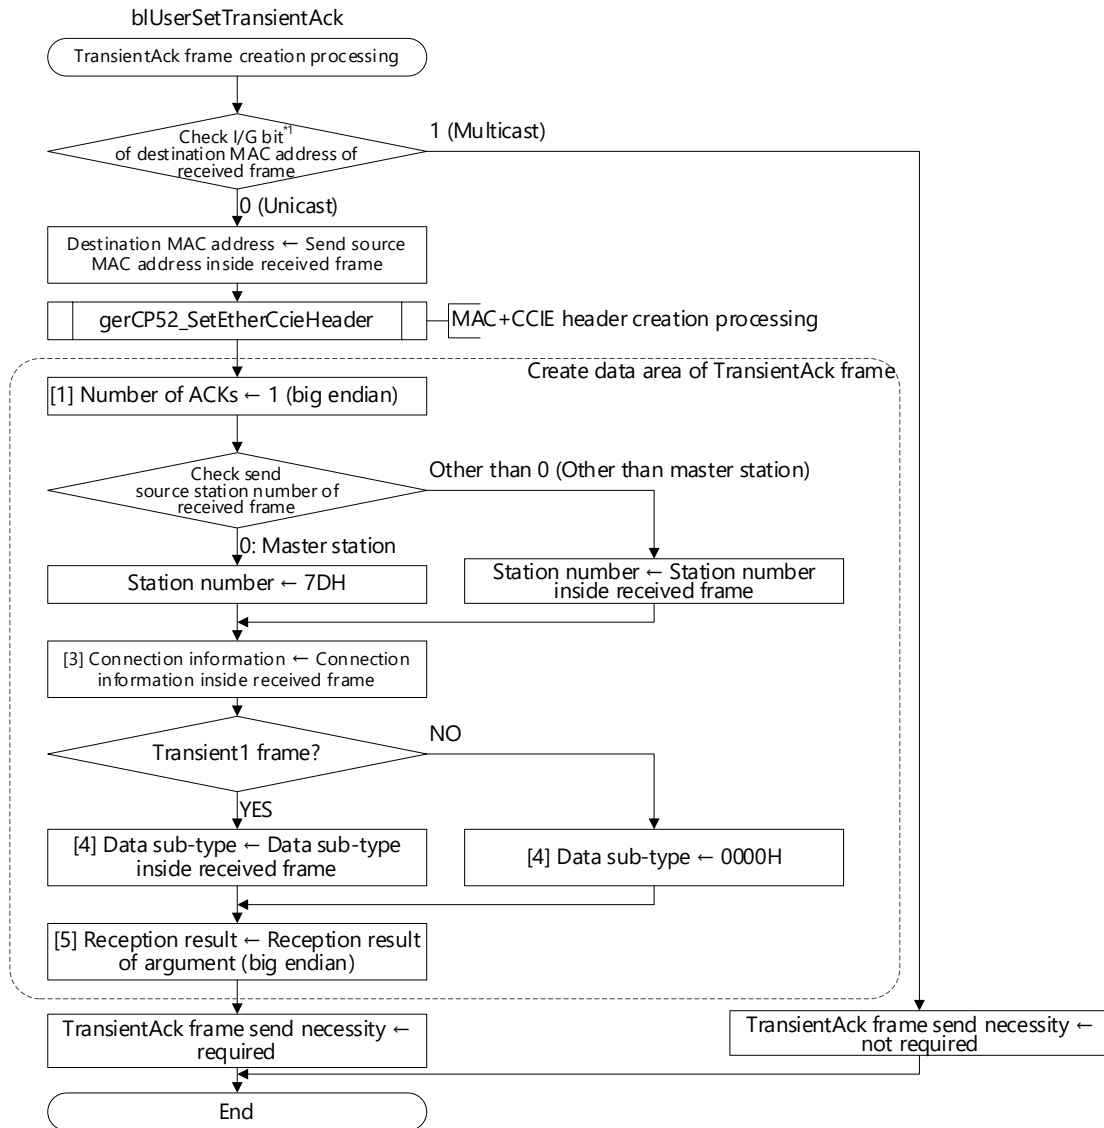 blUserSetTransientAck
TransientAck frame creation processing
Check I/G bit*1
of destination MAC address of
received frame
1 (Multicast)
0 (Unicast)
Destination MAC address ← Send source
MAC address inside received frame
gerCP52_SetEtherCcieHeader
MAC+CCIE header creation processing
Create data area of TransientAck frame
[1] Number of ACKs ← 1 (big endian)
Check send
source station number of
received frame
Other than 0 (Other than master station)
0: Master station
Station number ← 7DH
Station number ← Station number
inside received frame
[3] Connection information ← Connection
information inside received frame
Transient1 frame?
NO
YES
[4] Data sub-type ← Data sub-type
inside received frame
[4] Data sub-type ← 0000H
[5] Reception result ← Reception result
of argument (big endian)
TransientAck frame send necessity ←
required
TransientAck frame send necessity ←
not required
End